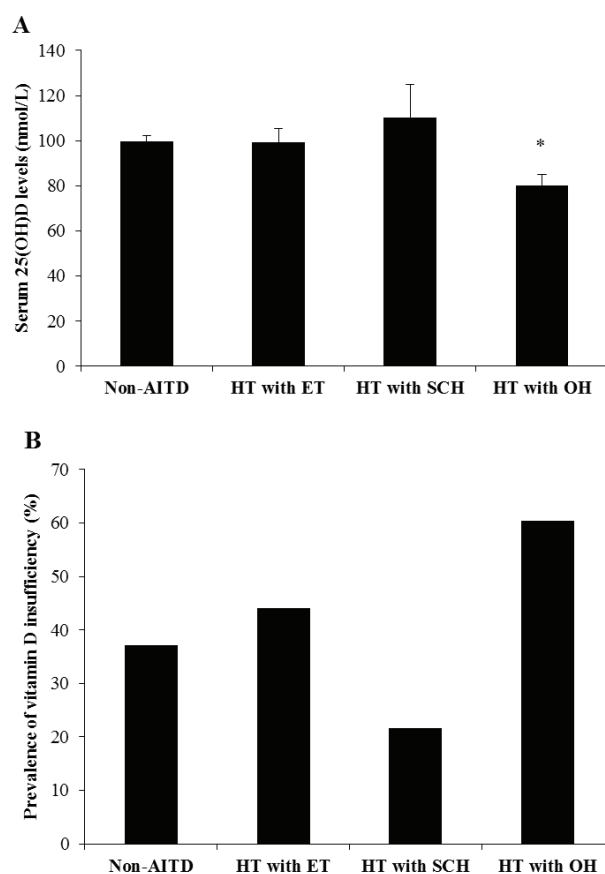 A
Serum 25(OH)D levels (nmol/L)
140
120
100
80
60
40
20
0
*
Non-AITD HT with ET HT with SCH HT with OH
B
Prevalence of vitamin D insufficiency (%)
70
60
50
40
30
20
10
0
Non-AITD HT with ET HT with SCH HT with OH